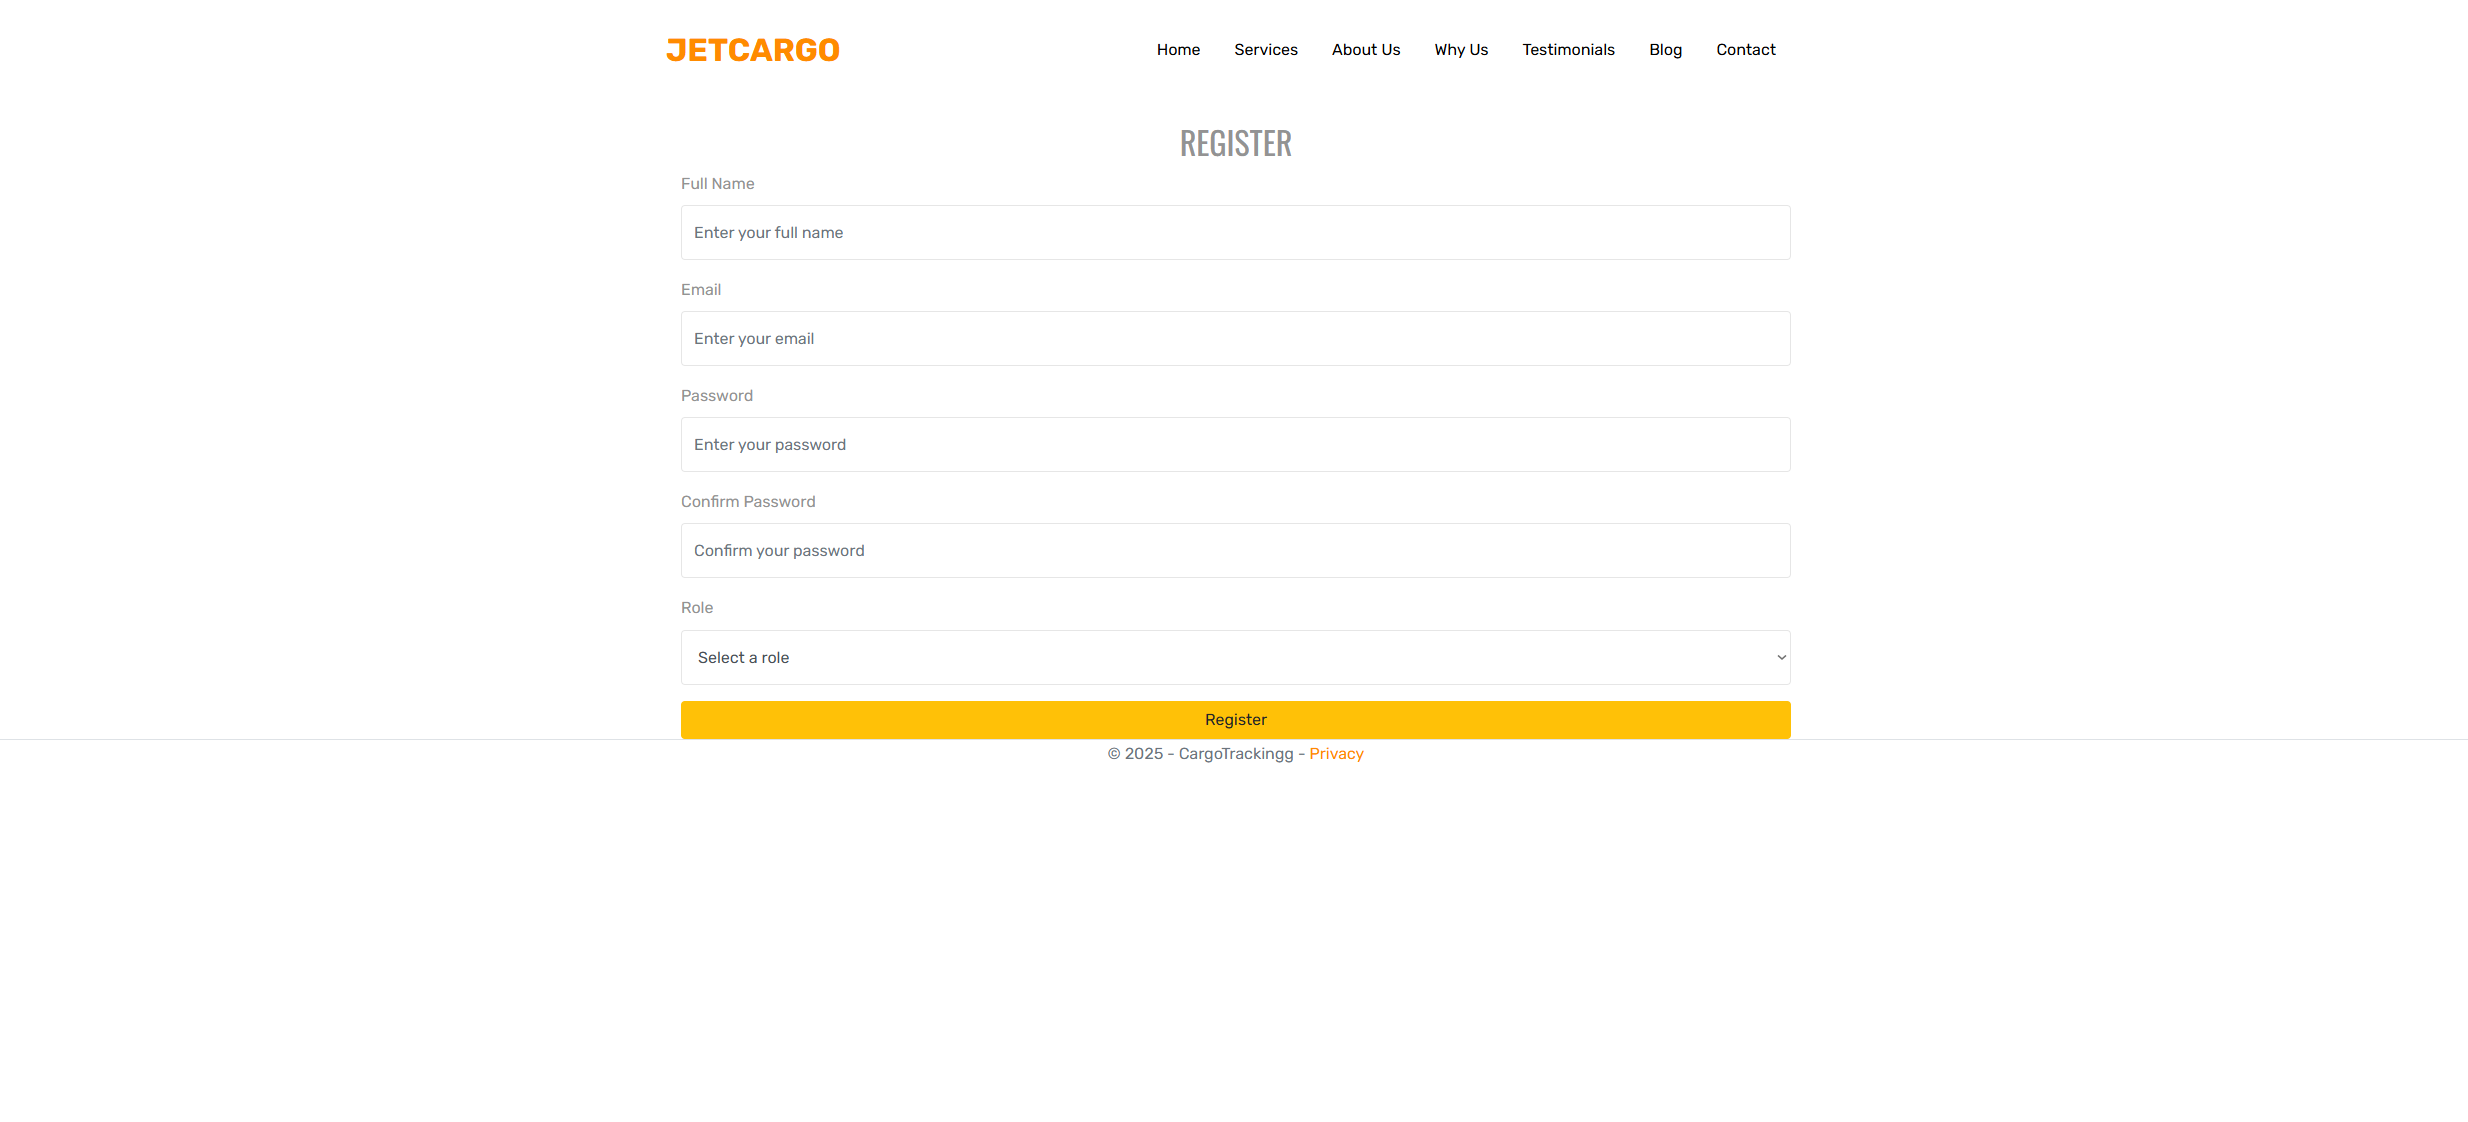 JETCARGO
Home Services About Us Why Us Testimonials Blog Contact
REGISTER
Full Name
Enter your full name
Email
Enter your email
Password
Enter your password
Confirm Password
Confirm your password
Role
Select a role
Register
© 2025 - CargoTrackingg - Privacy